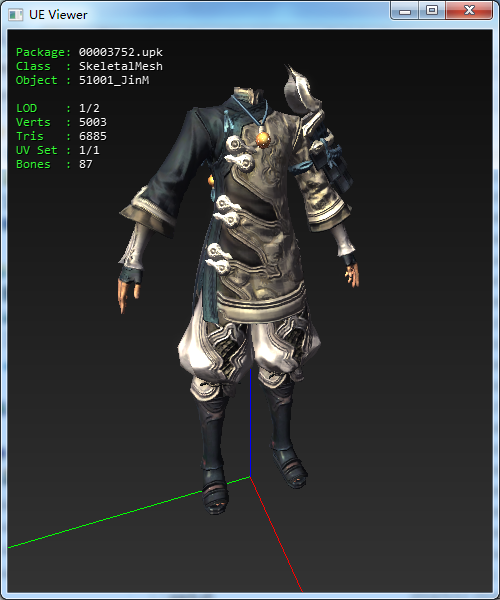 UE Viewer
Package: 00003752.upk
Class : SkeletalMesh
Object : 51001_JinM
LOD : 1/2
Verts : 5003
Tris : 6885
UV Set : 1/1
Bones : 87